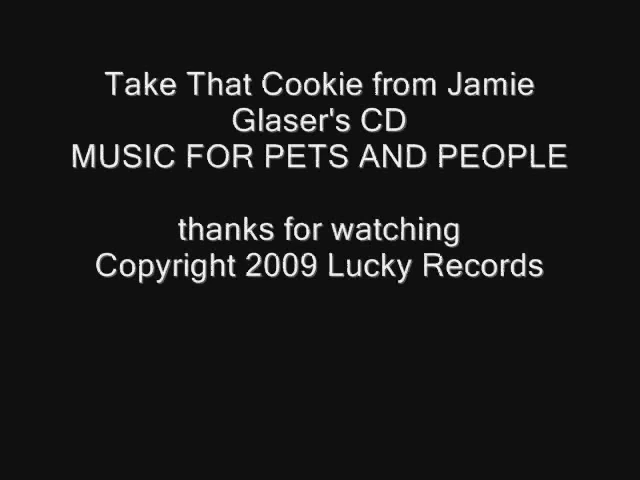 Take That Cookie from Jamie
Glaser's CD
MUSIC FOR PETS AND PEOPLE
thanks for watching
Copyright 2009 Lucky Records